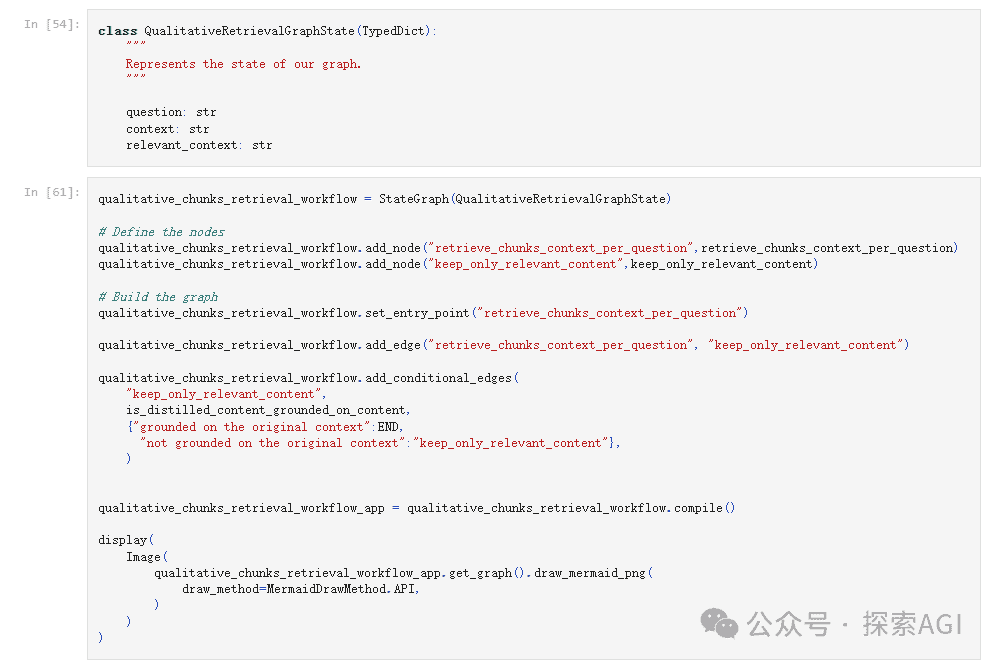 In [54]:
class QualitativeRetrievalGraphState(TypedDict):
    """
    Represents the state of our graph.
    """
    question: str
    context: str
    relevant_context: str
In [61]:
qualitative_chunks_retrieval_workflow = StateGraph(QualitativeRetrievalGraphState)
# Define the nodes
qualitative_chunks_retrieval_workflow.add_node("retrieve_chunks_context_per_question",retrieve_chunks_context_per_question)
qualitative_chunks_retrieval_workflow.add_node("keep_only_relevant_content",keep_only_relevant_content)
# Build the graph
qualitative_chunks_retrieval_workflow.set_entry_point("retrieve_chunks_context_per_question")
qualitative_chunks_retrieval_workflow.add_edge("retrieve_chunks_context_per_question", "keep_only_relevant_content")
qualitative_chunks_retrieval_workflow.add_conditional_edges(
    "keep_only_relevant_content",
    is_distilled_content_grounded_on_content,
    {"grounded on the original context":END,
      "not grounded on the original context":"keep_only_relevant_content"},
    )
qualitative_chunks_retrieval_workflow_app = qualitative_chunks_retrieval_workflow.compile()
display(
    Image(
        qualitative_chunks_retrieval_workflow_app.get_graph().draw_mermaid_png(
            draw_method=MermaidDrawMethod.API,
        )
    )
)
公众号 · 探索AGI